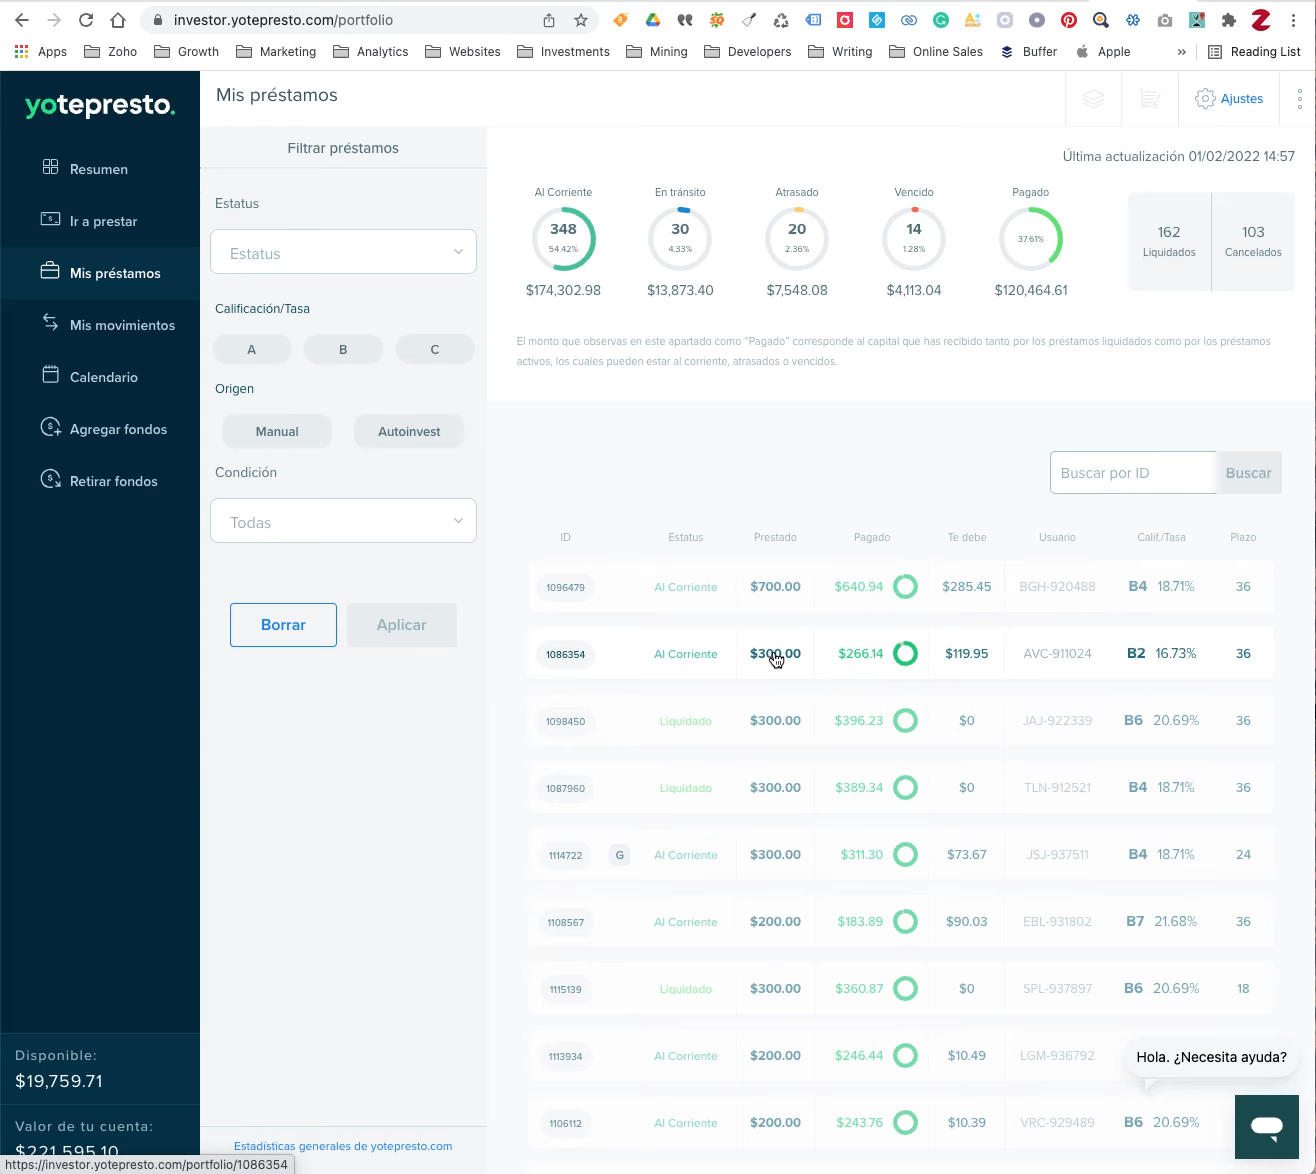 investor.yotepresto.com/portfolio
Apps Zoho Growth Marketing Analytics Websites Investments Mining Developers Writing Online Sales Buffer Apple » Reading List
yotepresto.
Resumen
Ir a prestar
Mis préstamos
Mis movimientos
Calendario
Agregar fondos
Retirar fondos
Disponible:
$19,759.71
Valor de tu cuenta:
$221,595.10
Mis préstamos
Ajustes
Filtrar préstamos
Estatus
Estatus
Calificación/Tasa
A B C
Origen
Manual Autoinvest
Condición
Todas
Borrar Aplicar
Estadísticas generales de yotepresto.com
Última actualización 01/02/2022 14:57
Al Corriente En tránsito Atrasado Vencido Pagado
348 30 20 14
54.42% 4.33% 2.36% 1.28% 37.61%
$174,302.98 $13,873.40 $7,548.08 $4,113.04 $120,464.61
162 103
Liquidados Cancelados
El monto que observas en este apartado como “Pagado” corresponde al capital que has recibido tanto por los préstamos liquidados como por los préstamos
activos, los cuales pueden estar al corriente, atrasados o vencidos.
Buscar por ID Buscar
ID Estatus Prestado Pagado Te debe Usuario Calif./Tasa Plazo
1096479 Al Corriente $700.00 $640.94 $285.45 BGH-920488 B4 18.71% 36
1086354 Al Corriente $300.00 $266.14 $119.95 AVC-911024 B2 16.73% 36
1098450 Liquidado $300.00 $396.23 $0 JAJ-922339 B6 20.69% 36
1087960 Liquidado $300.00 $389.34 $0 TLN-912521 B4 18.71% 36
1114722 G Al Corriente $300.00 $311.30 $73.67 JSJ-937511 B4 18.71% 24
1108567 Al Corriente $200.00 $183.89 $90.03 EBL-931802 B7 21.68% 36
1115139 Liquidado $300.00 $360.87 $0 SPL-937897 B6 20.69% 18
1113934 Al Corriente $200.00 $246.44 $10.49 LGM-936792
Hola. ¿Necesita ayuda?
1106112 Al Corriente $200.00 $243.76 $10.39 VRC-929489 B6 20.69%
https://investor.yotepresto.com/portfolio/1086354